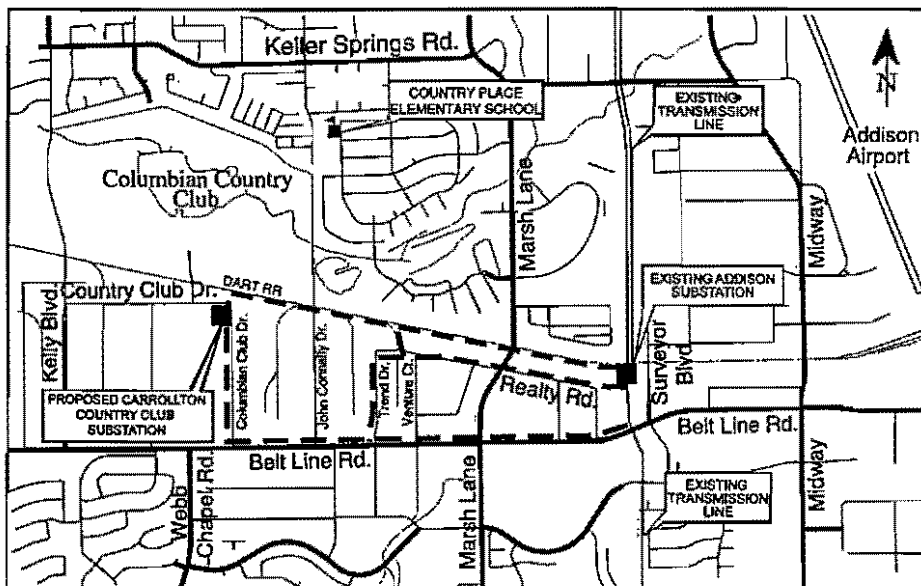 Keller Springs Rd.
COUNTRY PLACE
ELEMENTARY SCHOOL
EXISTING
TRANSMISSION
LINE
N
Addison
Airport
Columbian Country
Club
Marsh Lane
Midway
EXISTING ADDISON
SUBSTATION
Country Club Dr.
DART RR
Kelly Blvd.
Columbian Club Dr.
John Connally Dr.
Trend Dr.
Venture Ct.
Realty Rd.
Surveyor
Blvd.
PROPOSED CARROLLTON
COUNTRY CLUB
SUBSTATION
Belt Line Rd.
Belt Line Rd.
Webb
Chapel Rd.
Marsh Lane
EXISTING
TRANSMISSION
LINE
Midway